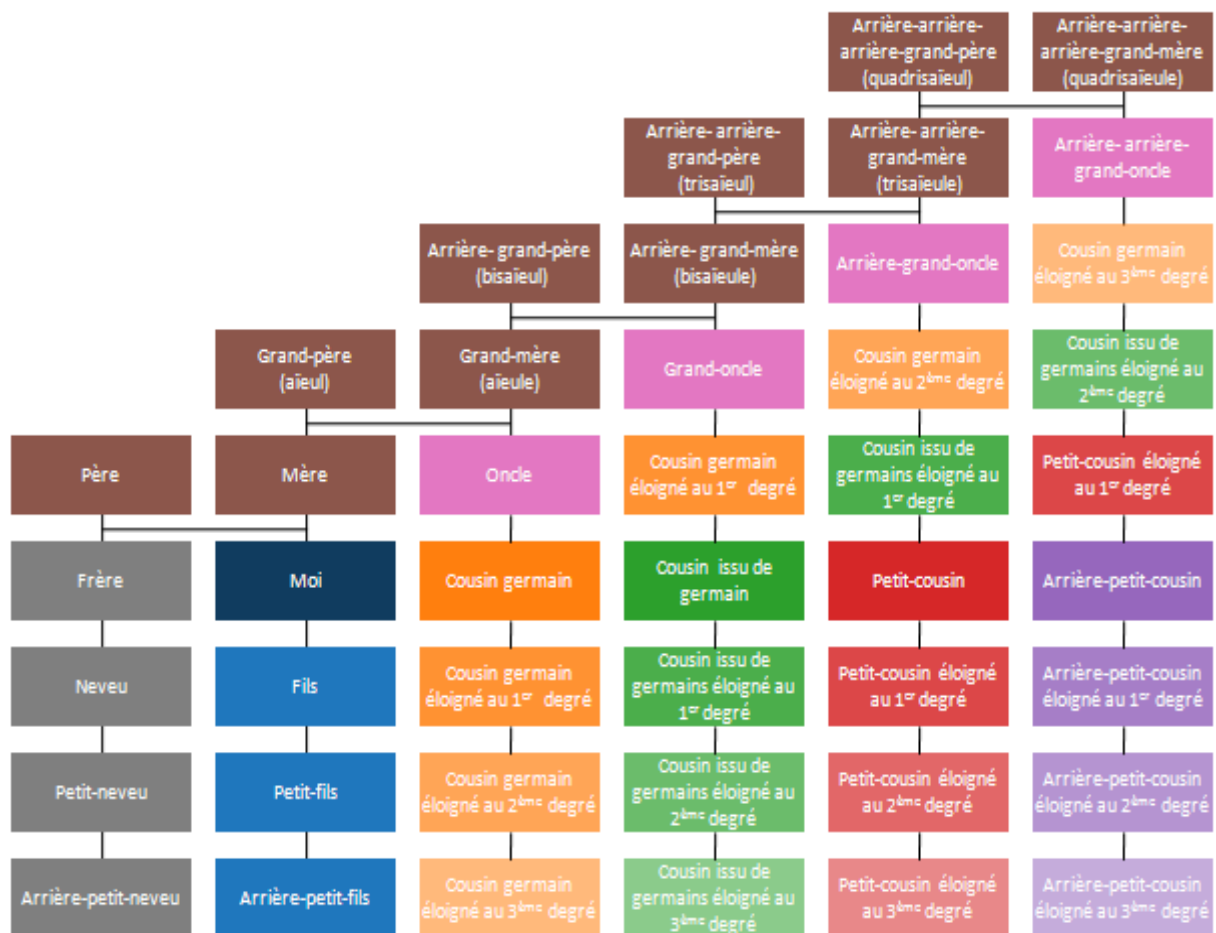 Arrière-arrière-
arrière-grand-père
(quadrisaïeul)
Arrière-arrière-
arrière-grand-mère
(quadrisaïeule)
Arrière- arrière-
grand-père
(trisaïeul)
Arrière- arrière-
grand-mère
(trisaïeule)
Arrière- arrière-
grand-oncle
Arrière- grand-père
(bisaïeul)
Arrière- grand-mère
(bisaïeule)
Arrière-grand-oncle
Cousin germain
éloigné au 3ème degré
Grand-père
(aïeul)
Grand-mère
(aïeule)
Grand-oncle
Cousin germain
éloigné au 2ème degré
Cousin issu de
germains éloigné au
2ème degré
Père
Mère
Oncle
Cousin germain
éloigné au 1er degré
Cousin issu de
germains éloigné au
1er degré
Petit-cousin éloigné
au 1er degré
Frère
Moi
Cousin germain
Cousin issu de
germain
Petit-cousin
Arrière-petit-cousin
Neveu
Fils
Cousin germain
éloigné au 1er degré
Cousin issu de
germains éloigné au
1er degré
Petit-cousin éloigné
au 1er degré
Arrière-petit-cousin
éloigné au 1er degré
Petit-neveu
Petit-fils
Cousin germain
éloigné au 2ème degré
Cousin issu de
germains éloigné au
2ème degré
Petit-cousin éloigné
au 2ème degré
Arrière-petit-cousin
éloigné au 2ème degré
Arrière-petit-neveu
Arrière-petit-fils
Cousin germain
éloigné au 3ème degré
Cousin issu de
germains éloigné au
3ème degré
Petit-cousin éloigné
au 3ème degré
Arrière-petit-cousin
éloigné au 3ème degré